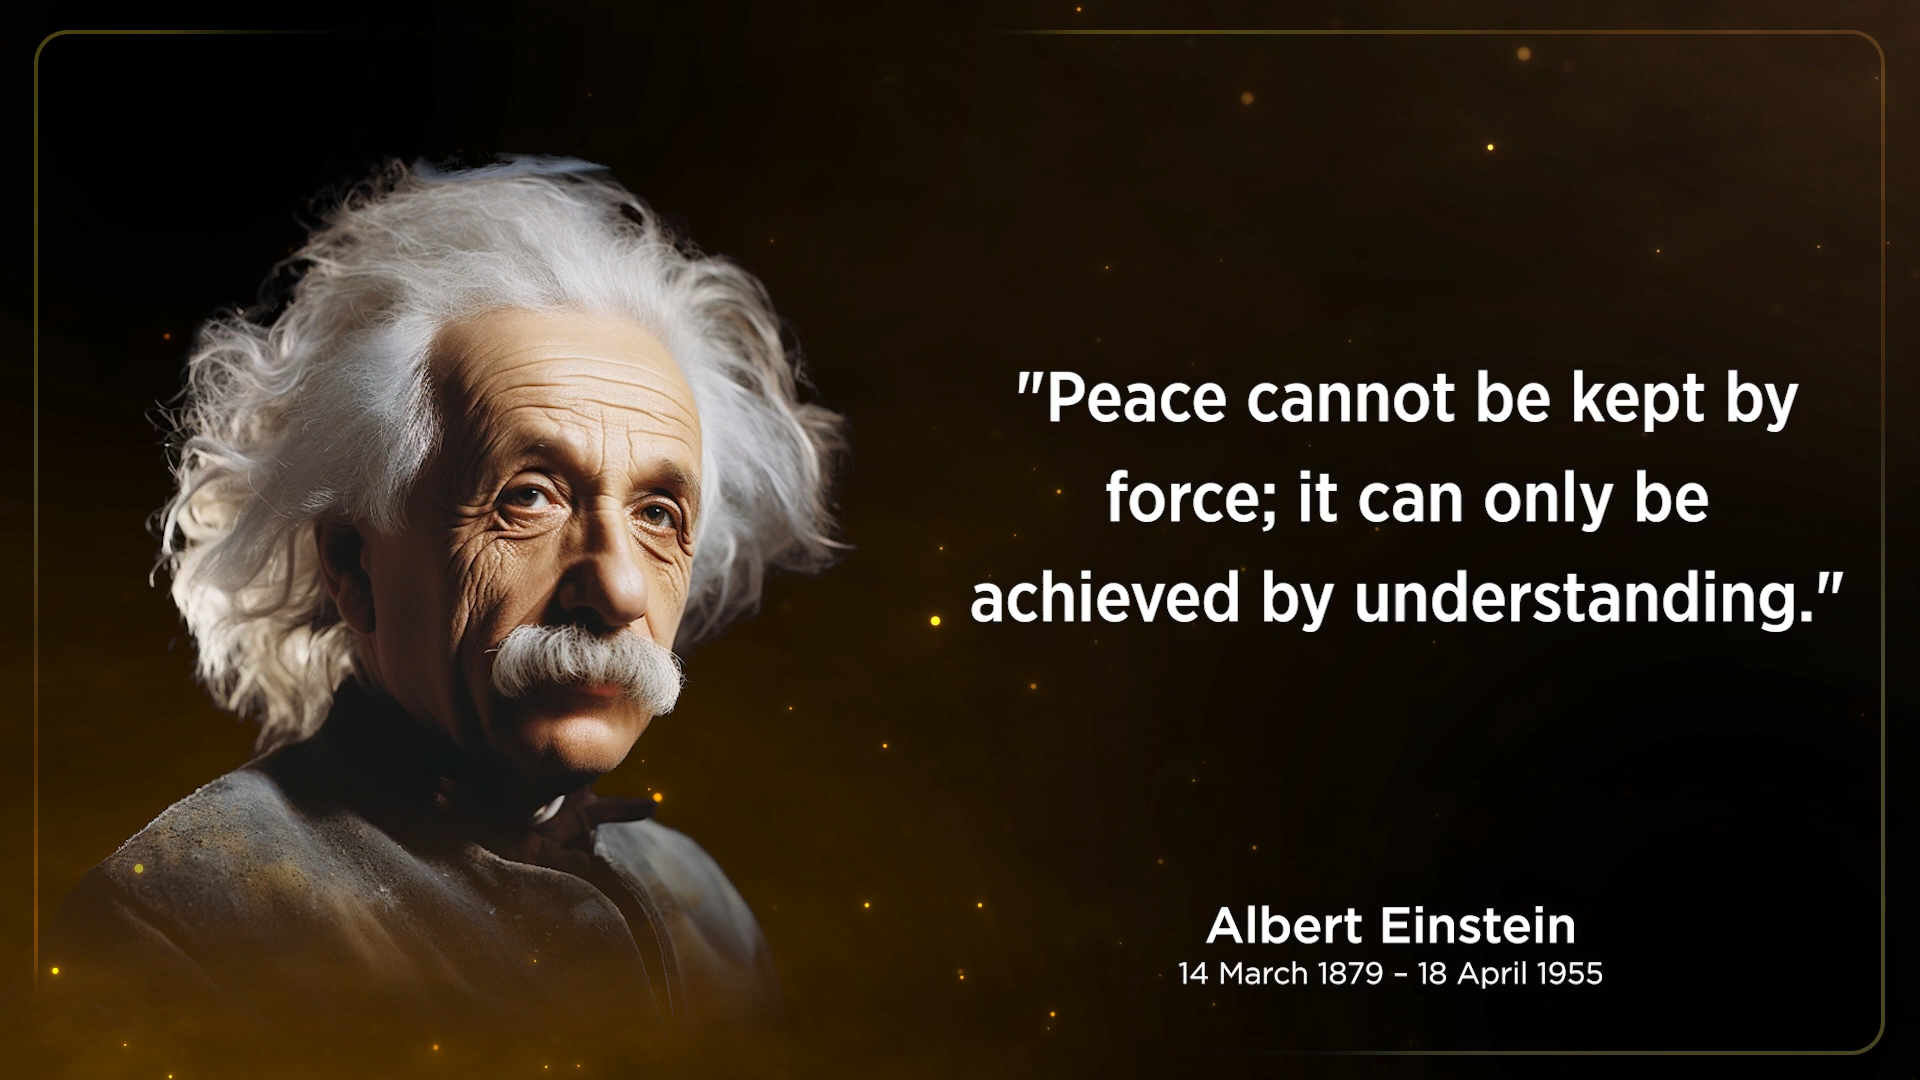 "Peace cannot be kept by
force; it can only be
achieved by understanding."
Albert Einstein
14 March 1879 – 18 April 1955